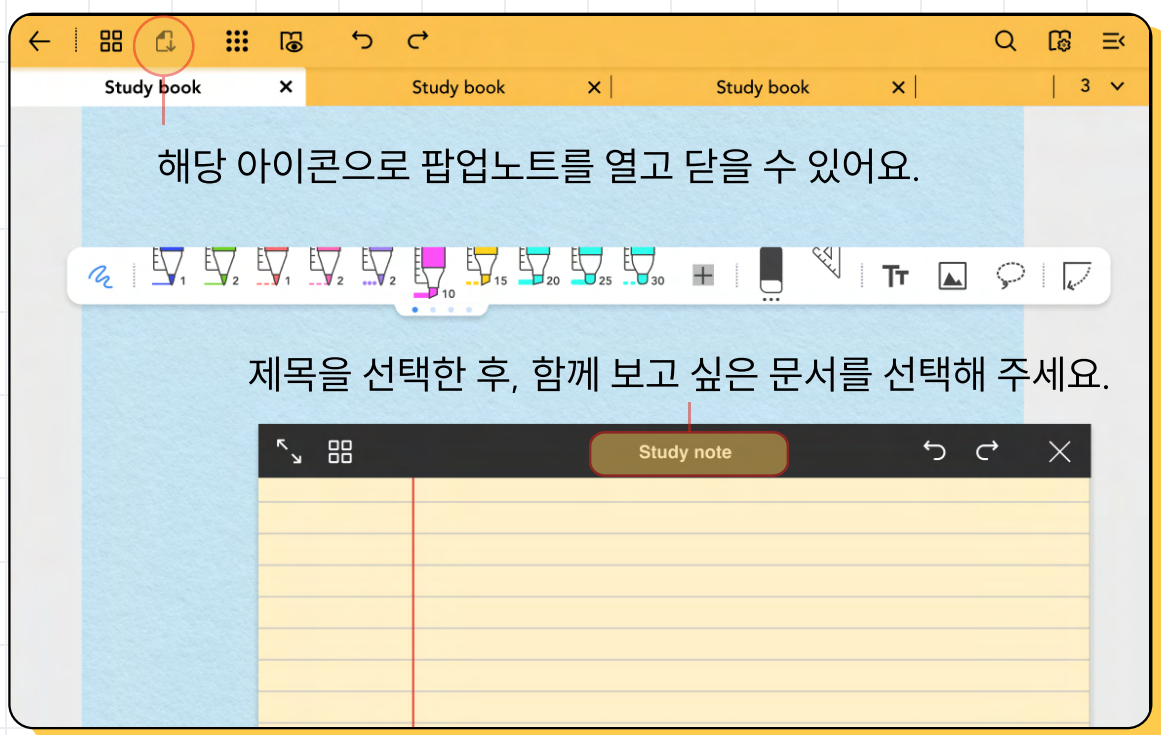 Study book
Study book
Study book
3
해당 아이콘으로 팝업노트를 열고 닫을 수 있어요.
1 2 1 2 2 10 15 20 25 30 Tт
제목을 선택한 후, 함께 보고 싶은 문서를 선택해 주세요.
Study note